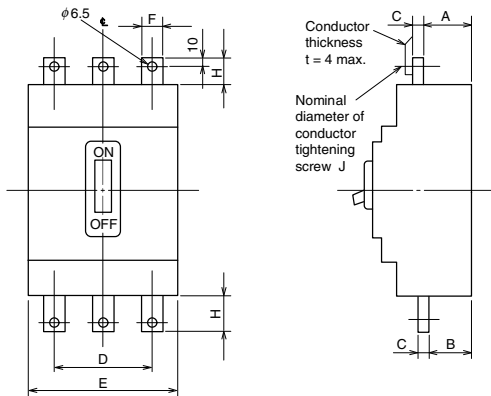 φ6.5
℄
F
10
H
ON
OFF
H
D
E
C
A
Conductor
thickness
t = 4 max.
Nominal
diameter of
conductor
tightening
screw J
C
B